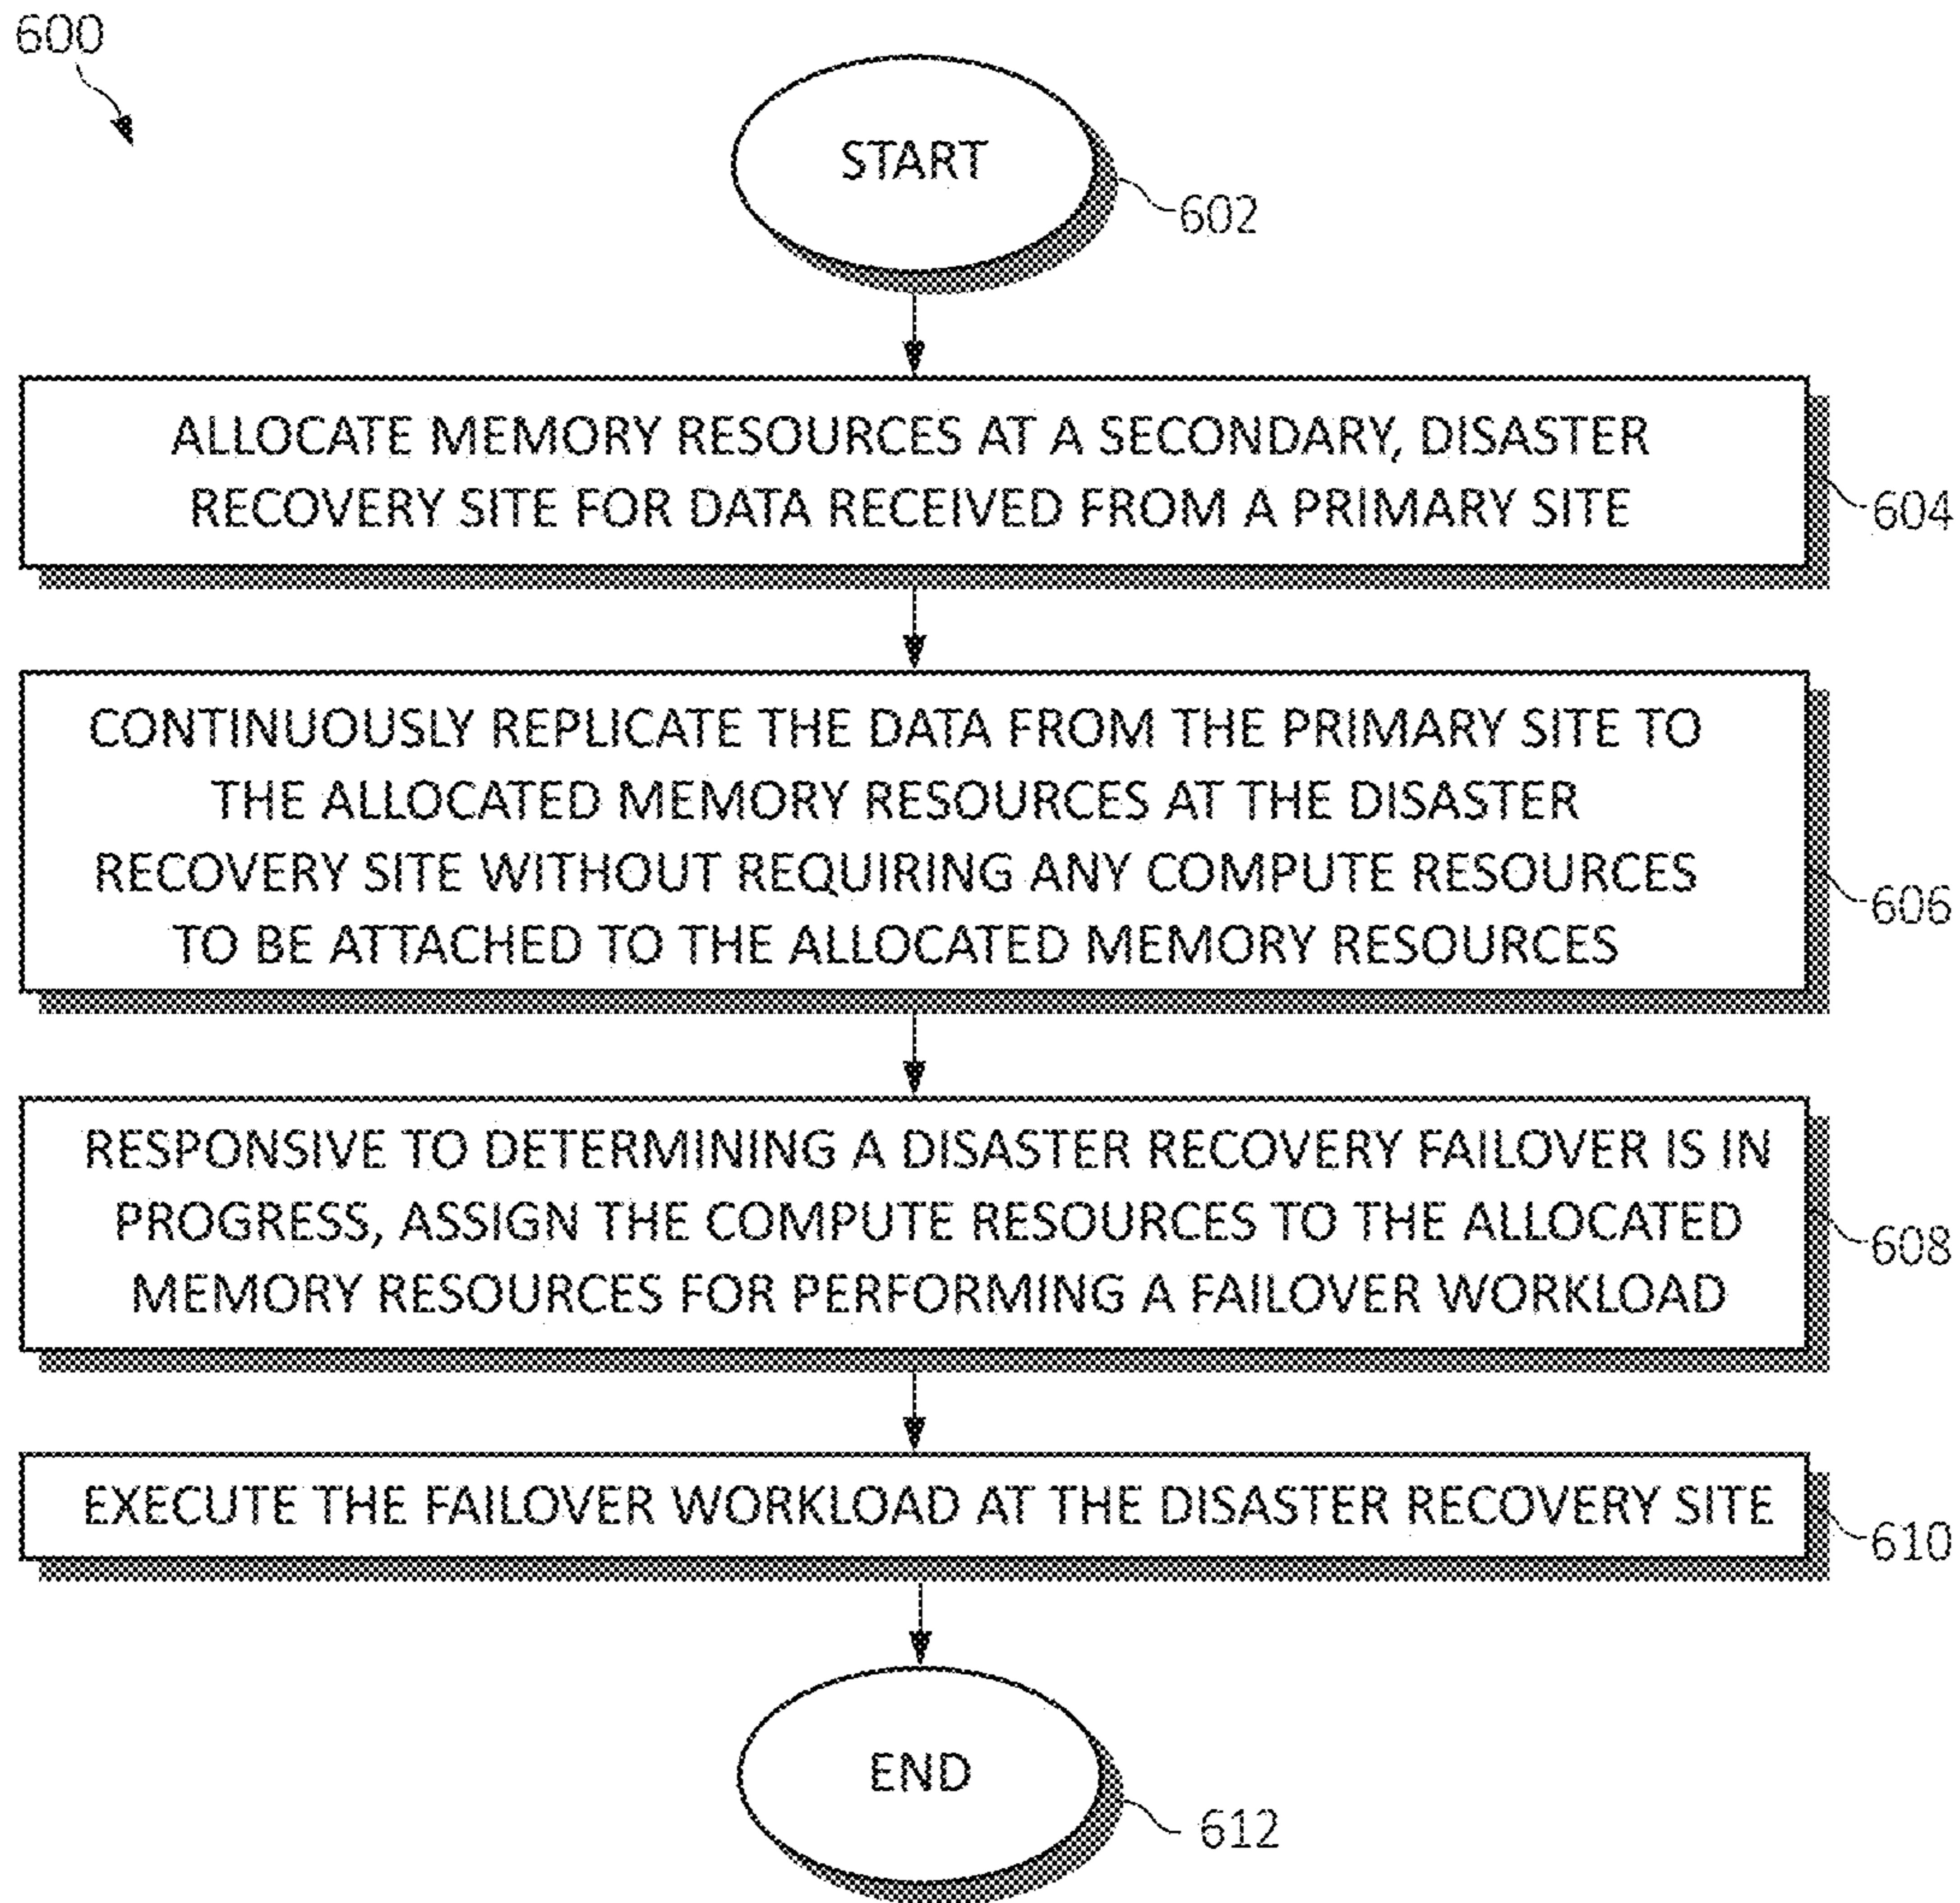 600
START
602
ALLOCATE MEMORY RESOURCES AT A SECONDARY, DISASTER
RECOVERY SITE FOR DATA RECEIVED FROM A PRIMARY SITE
604
CONTINUOUSLY REPLICATE THE DATA FROM THE PRIMARY SITE TO
THE ALLOCATED MEMORY RESOURCES AT THE DISASTER
RECOVERY SITE WITHOUT REQUIRING ANY COMPUTE RESOURCES
TO BE ATTACHED TO THE ALLOCATED MEMORY RESOURCES
606
RESPONSIVE TO DETERMINING A DISASTER RECOVERY FAILOVER IS IN
PROGRESS, ASSIGN THE COMPUTE RESOURCES TO THE ALLOCATED
MEMORY RESOURCES FOR PERFORMING A FAILOVER WORKLOAD
608
EXECUTE THE FAILOVER WORKLOAD AT THE DISASTER RECOVERY SITE
610
END
612